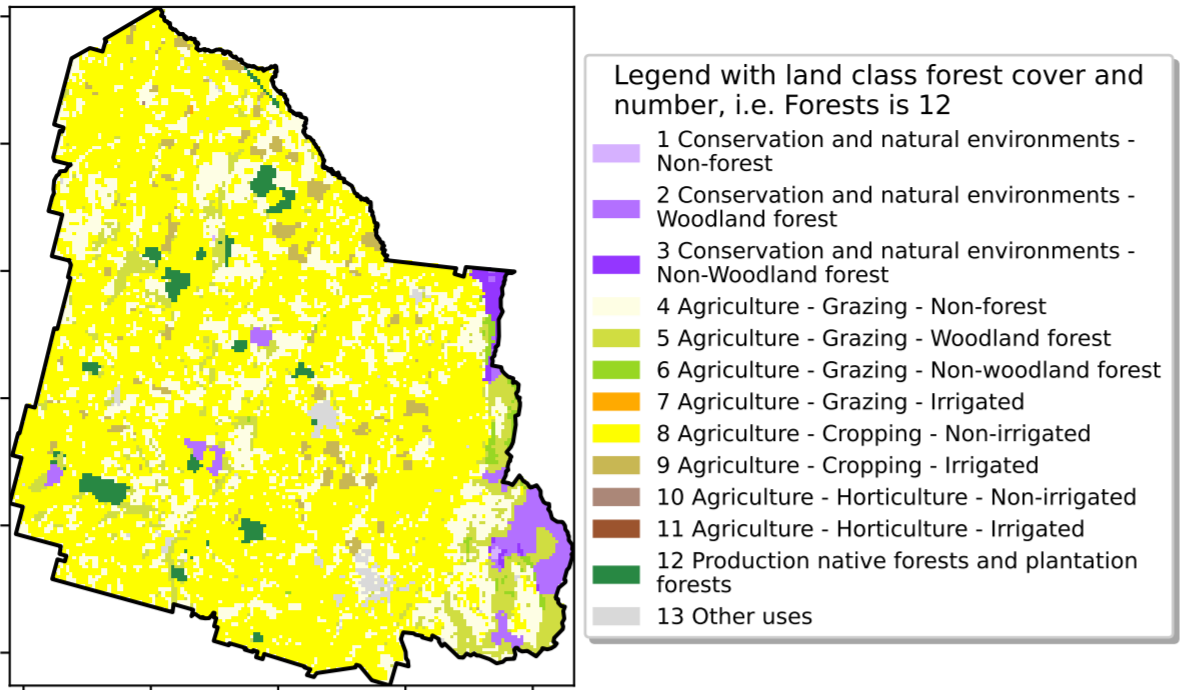 Legend with land class forest cover and
number, i.e. Forests is 12
1 Conservation and natural environments -
Non-forest
2 Conservation and natural environments -
Woodland forest
3 Conservation and natural environments -
Non-Woodland forest
4 Agriculture - Grazing - Non-forest
5 Agriculture - Grazing - Woodland forest
6 Agriculture - Grazing - Non-woodland forest
7 Agriculture - Grazing - Irrigated
8 Agriculture - Cropping - Non-irrigated
9 Agriculture - Cropping - Irrigated
10 Agriculture - Horticulture - Non-irrigated
11 Agriculture - Horticulture - Irrigated
12 Production native forests and plantation
forests
13 Other uses